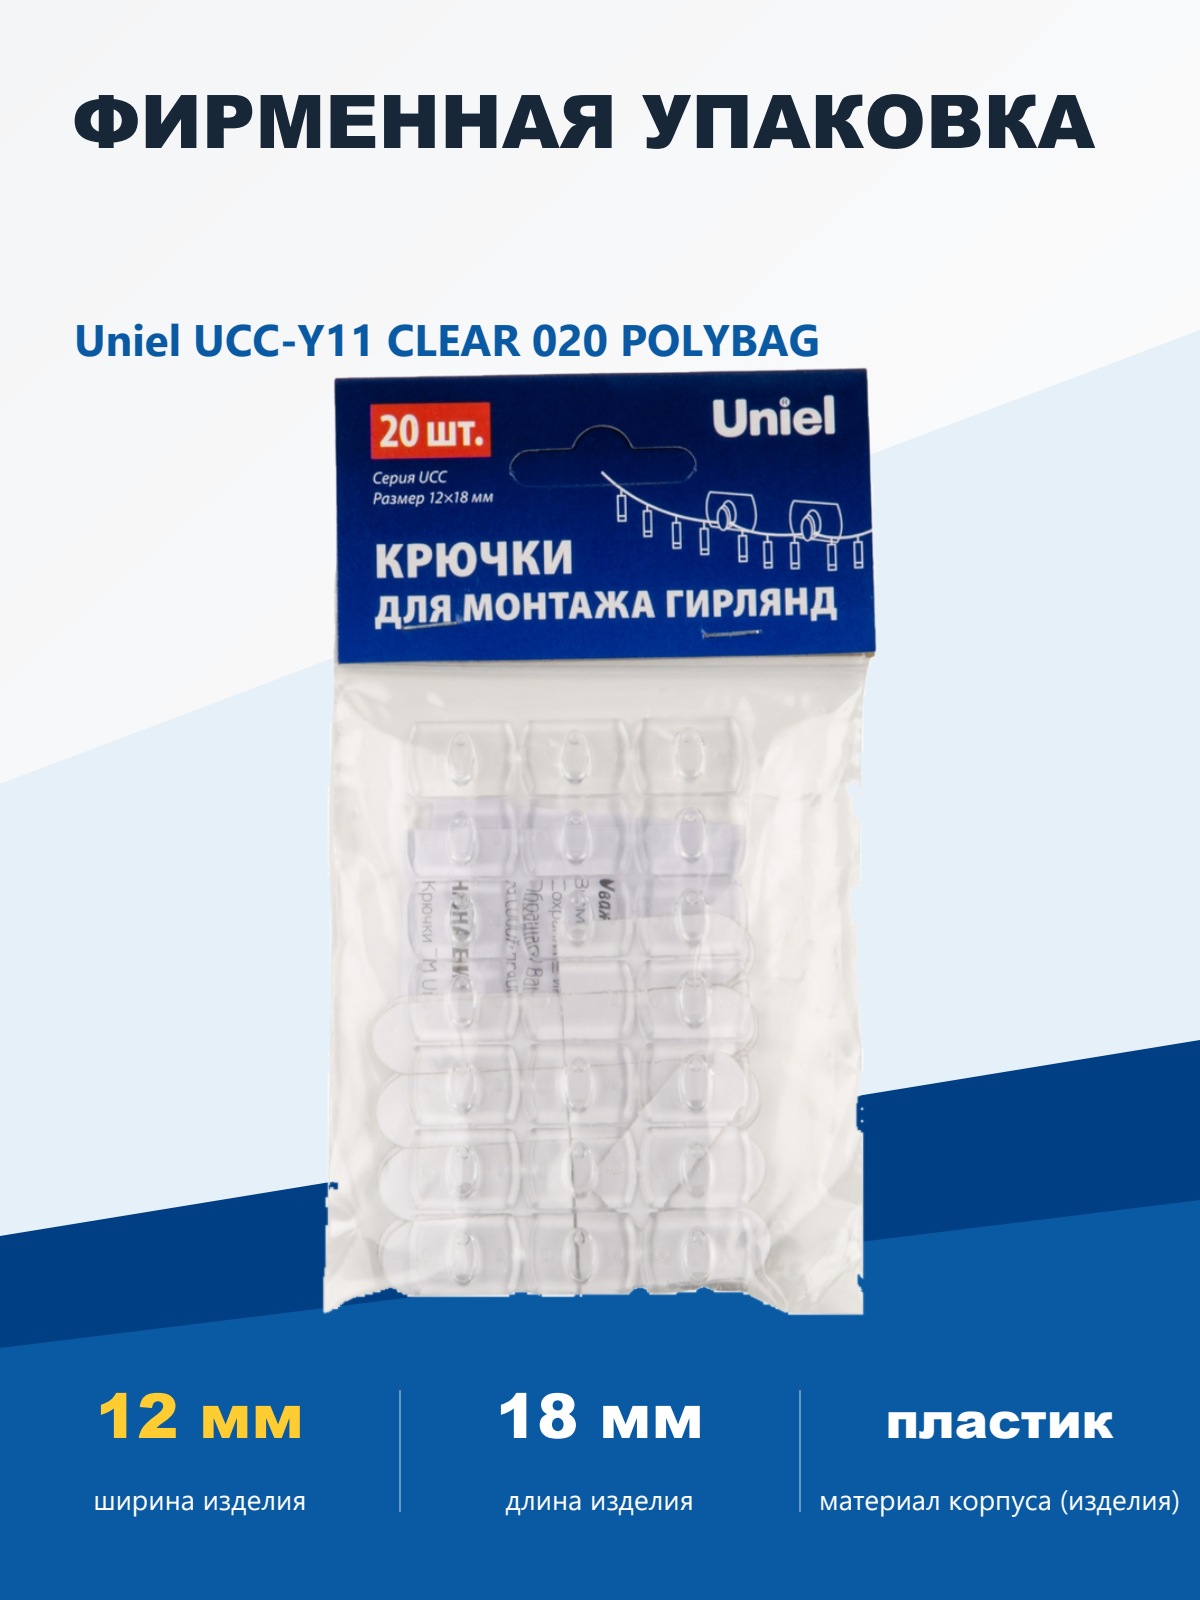 ФИРМЕННАЯ УПАКОВКА
Uniel UCC-Y11 CLEAR 020 POLYBAG
20 шт.
Uniel
®
Серия UCC
Размер 12×18 мм
КРЮЧКИ
ДЛЯ МОНТАЖА ГИРЛЯНД
Крючки
12 мм
ширина изделия
18 мм
длина изделия
пластик
материал корпуса (изделия)